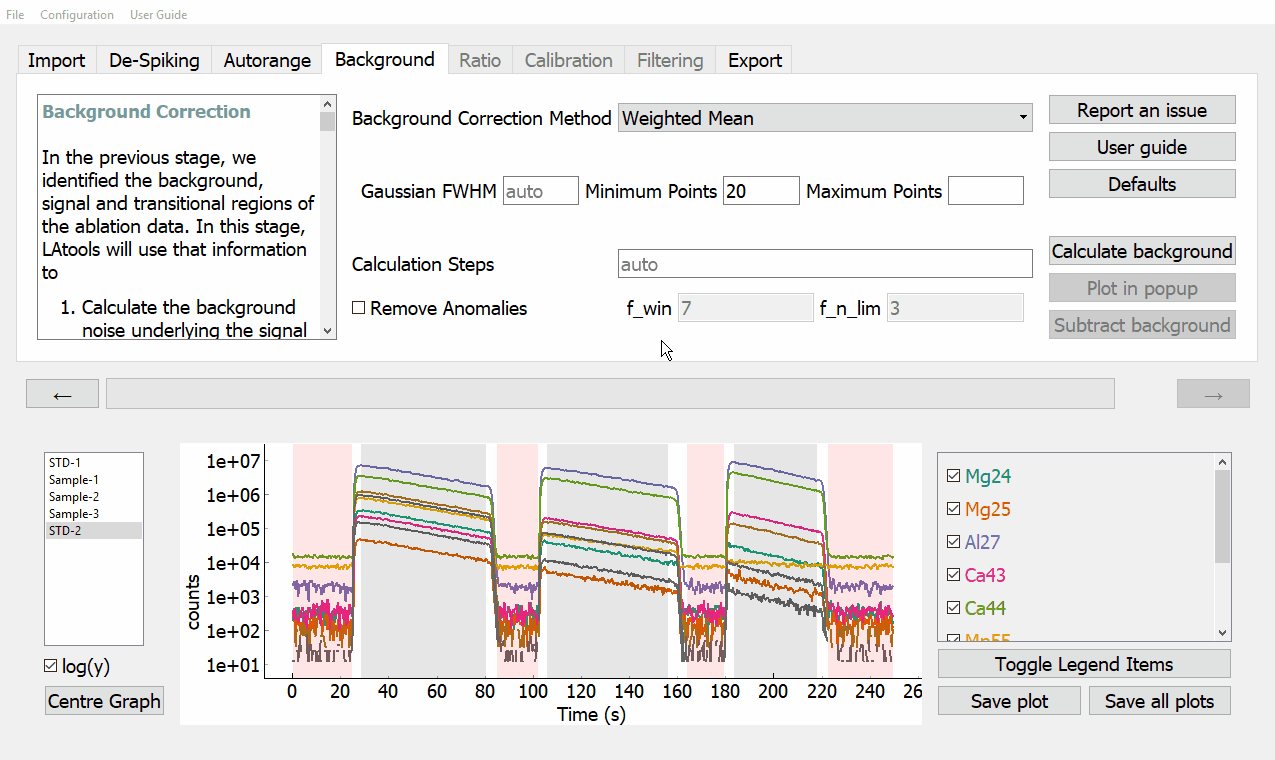 File Configuration User Guide
Import De-Spiking Autorange Background Ratio Calibration Filtering Export
Background Correction
In the previous stage, we
identified the background,
signal and transitional regions of
the ablation data. In this stage,
LAtools will use that information
to
1. Calculate the background
noise underlying the signal
Background Correction Method Weighted Mean
Gaussian FWHM auto Minimum Points 20 Maximum Points
Calculation Steps auto
Remove Anomalies f_win 7 f_n_lim 3
Report an issue
User guide
Defaults
Calculate background
Plot in popup
Subtract background
← →
STD-1
Sample-1
Sample-2
Sample-3
STD-2
log(y)
Centre Graph
counts
1e+07
1e+06
1e+05
1e+04
1e+03
1e+02
1e+01
0 20 40 60 80 100 120 140 160 180 200 220 240 26
Time (s)
Mg24
Mg25
Al27
Ca43
Ca44
Mn55
Toggle Legend Items
Save plot Save all plots